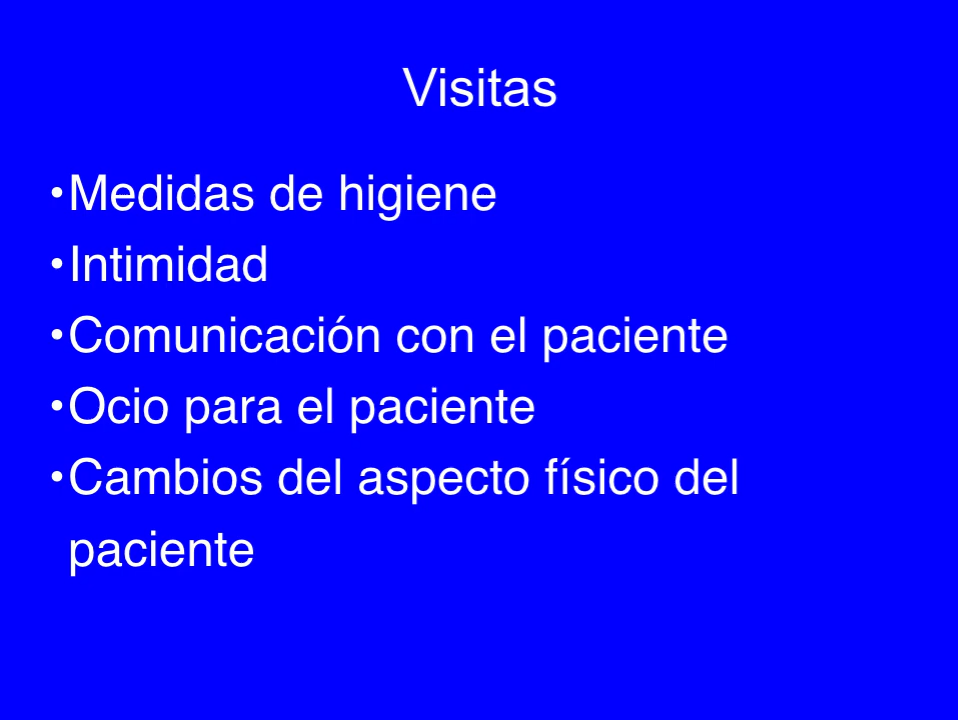 Visitas
•Medidas de higiene
•Intimidad
•Comunicación con el paciente
•Ocio para el paciente
•Cambios del aspecto físico del
paciente